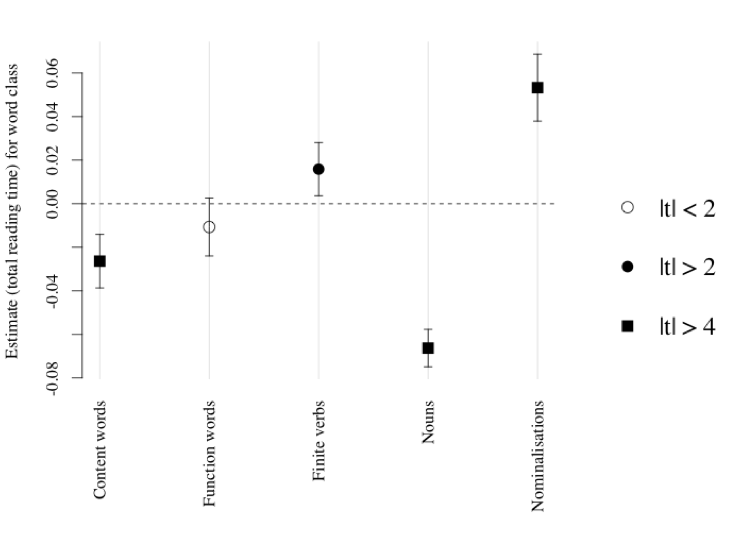 Estimate (total reading time) for word class
0.06
0.04
0.02
0.00
-0.04
-0.08
Content words
Function words
Finite verbs
Nouns
Nominalisations
|t| < 2
|t| > 2
|t| > 4